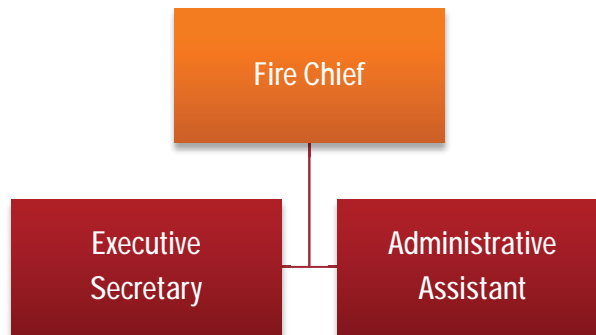 Fire Chief
Executive
Secretary
Administrative
Assistant